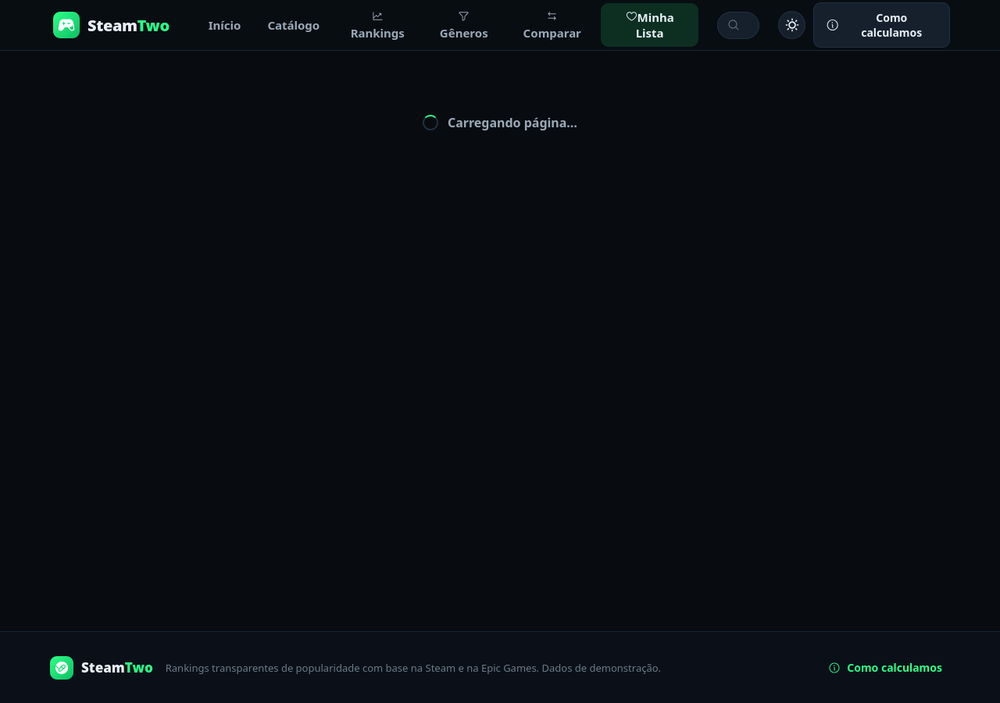 SteamTwo
Início
Catálogo
Rankings
Gêneros
Comparar
Minha
Lista
Como
calculamos
Carregando página...
SteamTwo
Rankings transparentes de popularidade com base na Steam e na Epic Games. Dados de demonstração.
Como calculamos